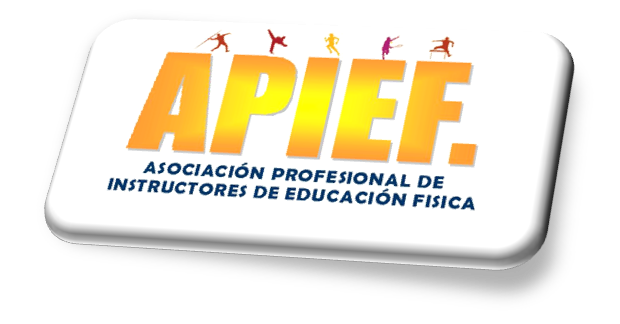 APIEF.
ASOCIACIÓN PROFESIONAL DE
INSTRUCTORES DE EDUCACIÓN FISICA